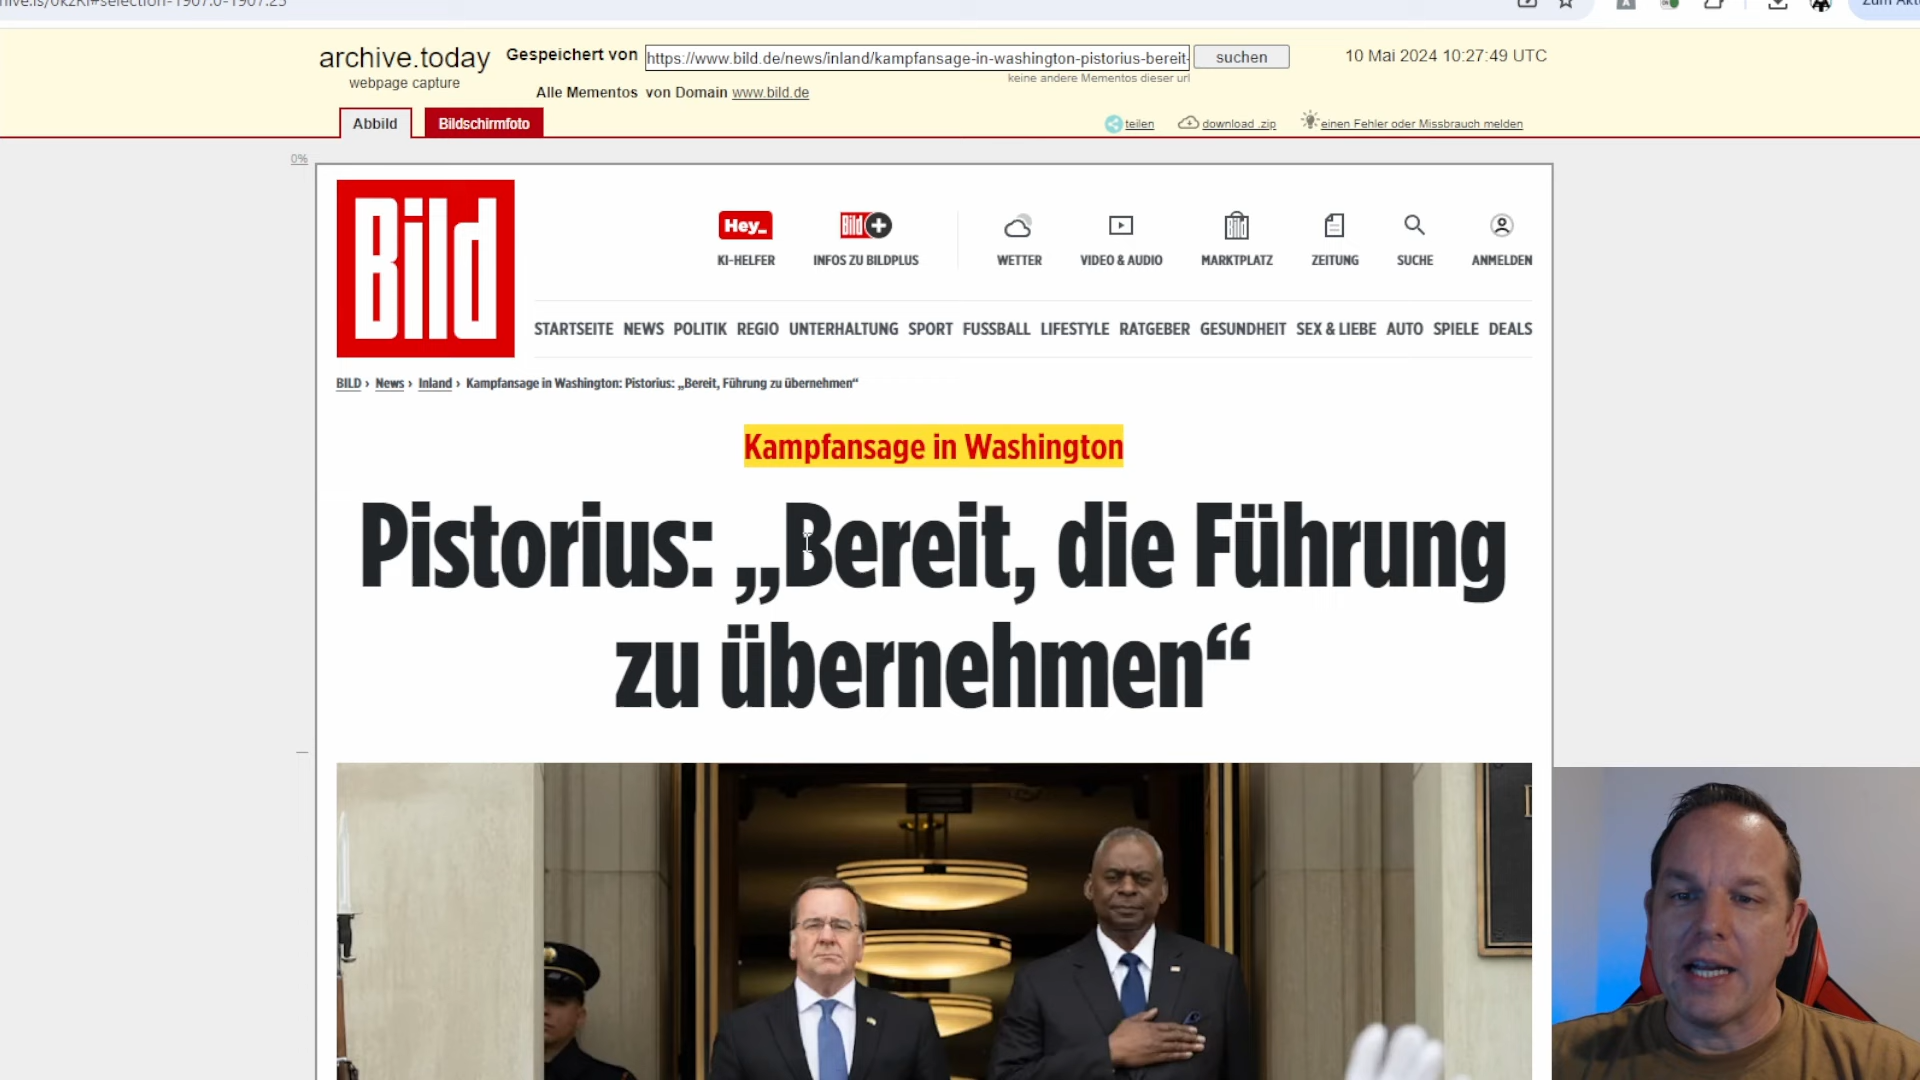 archive.today
webpage capture
Gespeichert von
https://www.bild.de/news/inland/kampfansage-in-washington-pistorius-bereit-
suchen
10 Mai 2024 10:27:49 UTC
keine andere Mementos dieser url
Alle Mementos von Domain www.bild.de
Abbild
Bildschirmfoto
teilen
download .zip
einen Fehler oder Missbrauch melden
0%
Bild
Hey_
KI-HELFER
Bild+
INFOS ZU BILDPLUS
WETTER
VIDEO & AUDIO
MARKTPLATZ
ZEITUNG
SUCHE
ANMELDEN
STARTSEITE NEWS POLITIK REGIO UNTERHALTUNG SPORT FUSSBALL LIFESTYLE RATGEBER GESUNDHEIT SEX & LIEBE AUTO SPIELE DEALS
BILD › News › Inland › Kampfansage in Washington: Pistorius: „Bereit, Führung zu übernehmen“
Kampfansage in Washington
Pistorius: „Bereit, die Führung
zu übernehmen“